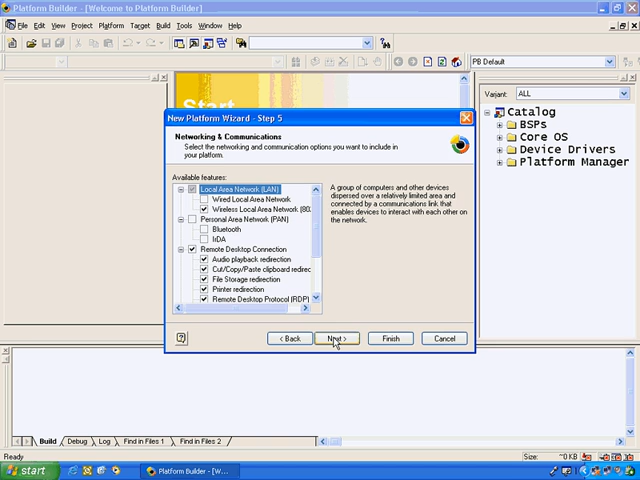 Platform Builder - [Welcome to Platform Builder]
File Edit View Project Platform Target Build Tools Window Help
PB Default
Start
Variant: ALL
Catalog
BSPs
Core OS
Device Drivers
Platform Manager
New Platform Wizard - Step 5
Networking & Communications
Select the networking and communication options you want to include in
your platform.
Available features:
Local Area Network (LAN)
Wired Local Area Network
Wireless Local Area Network (802
Personal Area Network (PAN)
Bluetooth
IrDA
Remote Desktop Connection
Audio playback redirection
Cut/Copy/Paste clipboard redirec
File Storage redirection
Printer redirection
Remote Desktop Protocol (RDP)
A group of computers and other devices
dispersed over a relatively limited area and
connected by a communications link that
enables devices to interact with each other on
the network.
< Back Next > Finish Cancel
Build Debug Log Find in Files 1 Find in Files 2
Ready
Size: ~0 KB
start
Platform Builder - [W...